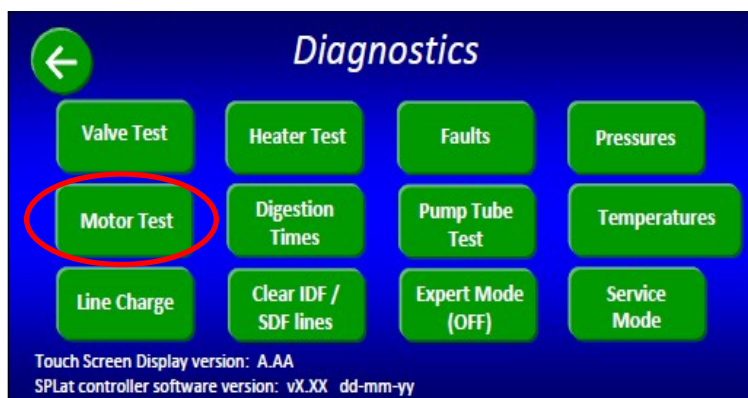 Diagnostics
Valve Test
Heater Test
Faults
Pressures
Motor Test
Digestion
Times
Pump Tube
Test
Temperatures
Line Charge
Clear IDF /
SDF lines
Expert Mode
(OFF)
Service
Mode
Touch Screen Display version: A.AA
SPLat controller software version: vX.XX dd-mm-yy